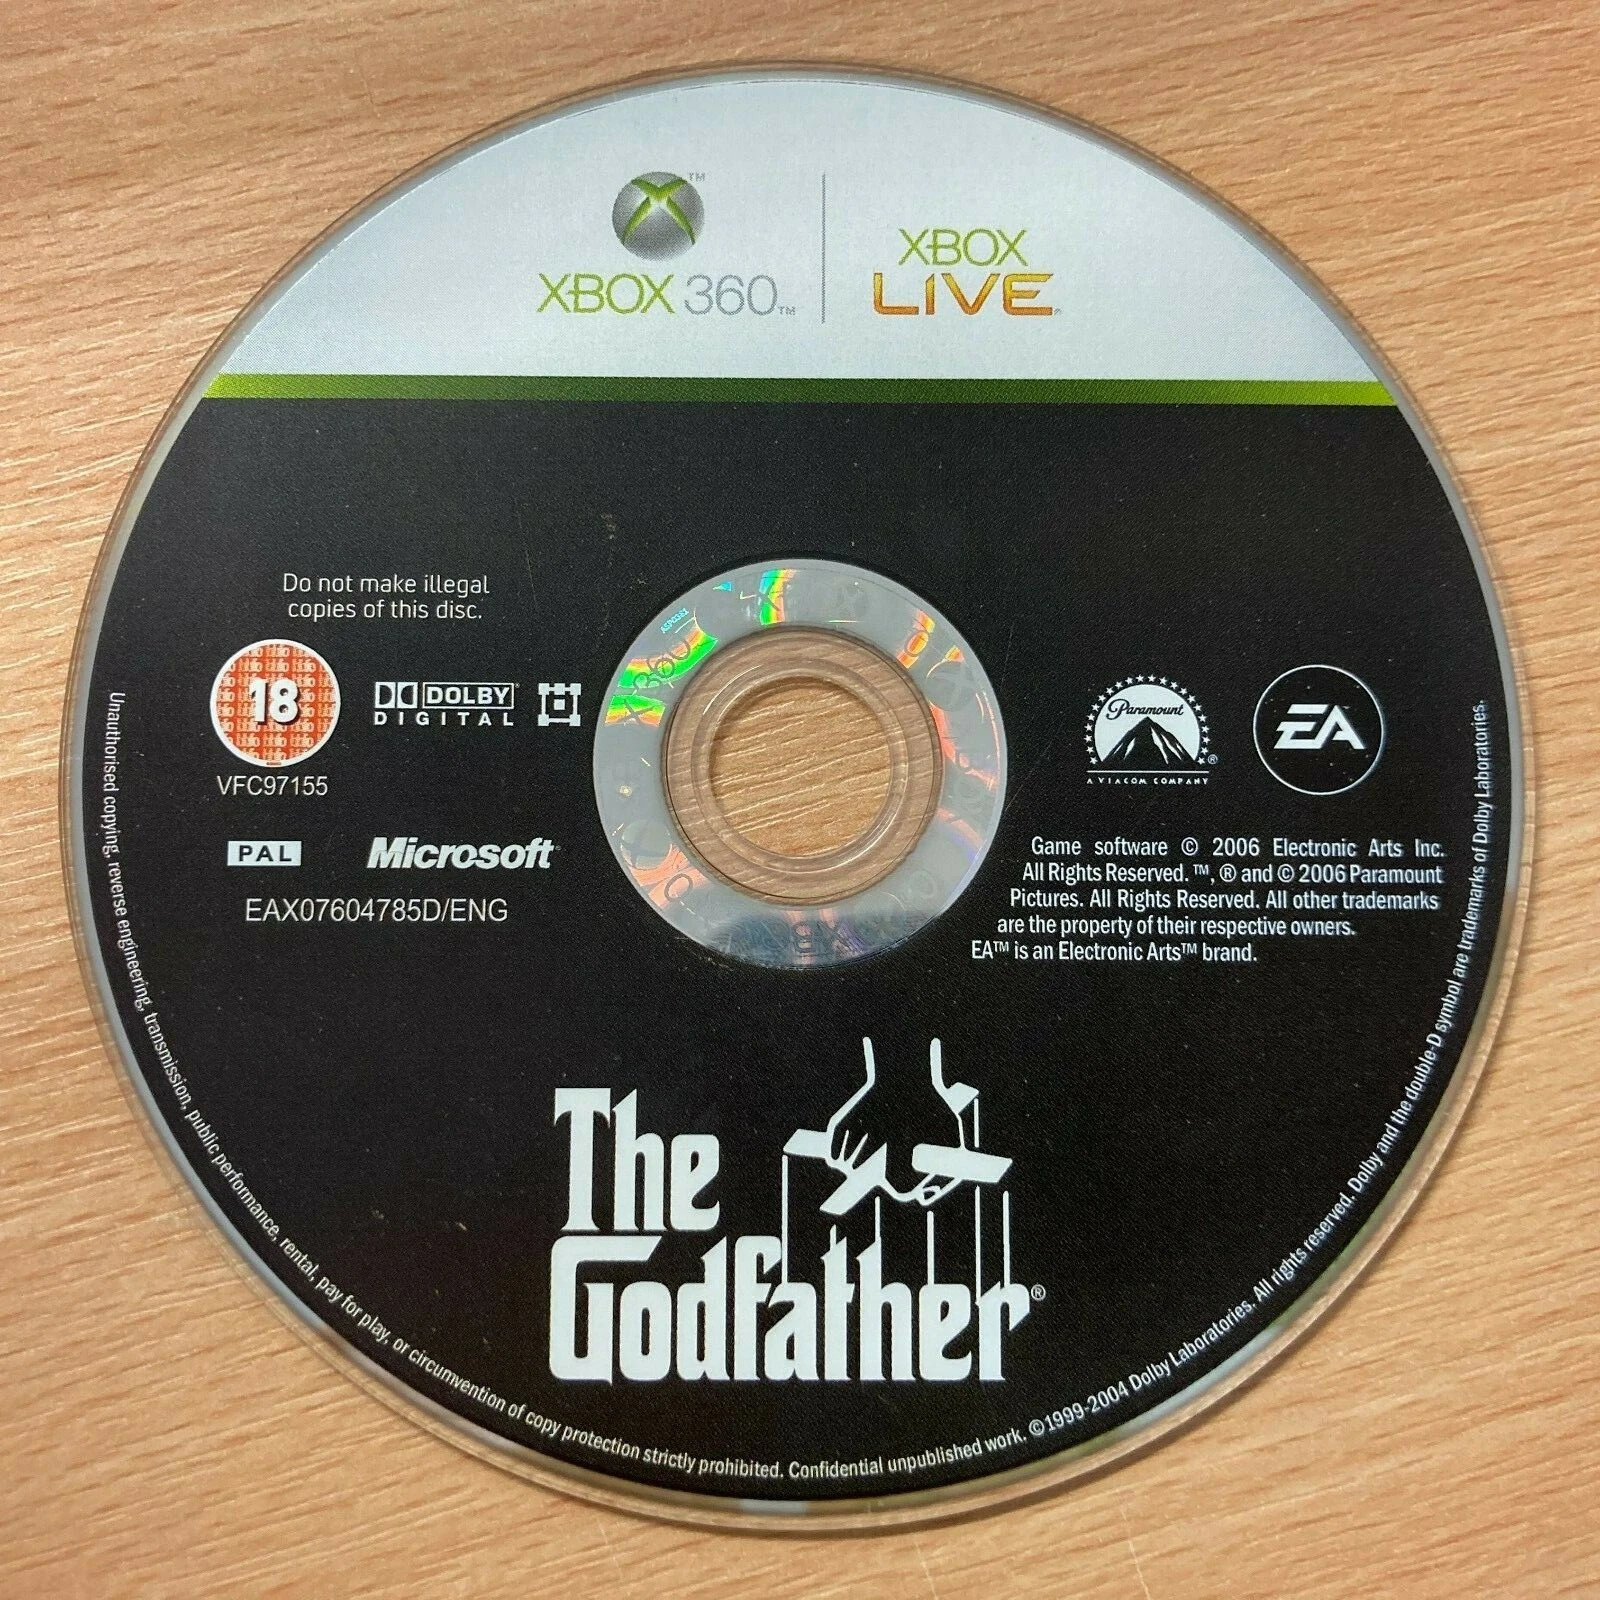 XBOX 360™
XBOX
LIVE®
Do not make illegal
copies of this disc.
18
VFC97155
DOLBY®
DIGITAL
Paramount®
A VIACOM COMPANY
EA
PAL
Microsoft®
EAX07604785D/ENG
Game software © 2006 Electronic Arts Inc.
All Rights Reserved. ™, ® and © 2006 Paramount
Pictures. All Rights Reserved. All other trademarks
are the property of their respective owners.
EA™ is an Electronic Arts™ brand.
The
Godfather®
Unauthorised copying, reverse engineering, transmission, public performance, rental, pay for play, or circumvention of copy protection strictly prohibited. Confidential unpublished work. ©1999-2004 Dolby Laboratories. All rights reserved. Dolby and the double-D symbol are trademarks of Dolby Laboratories.